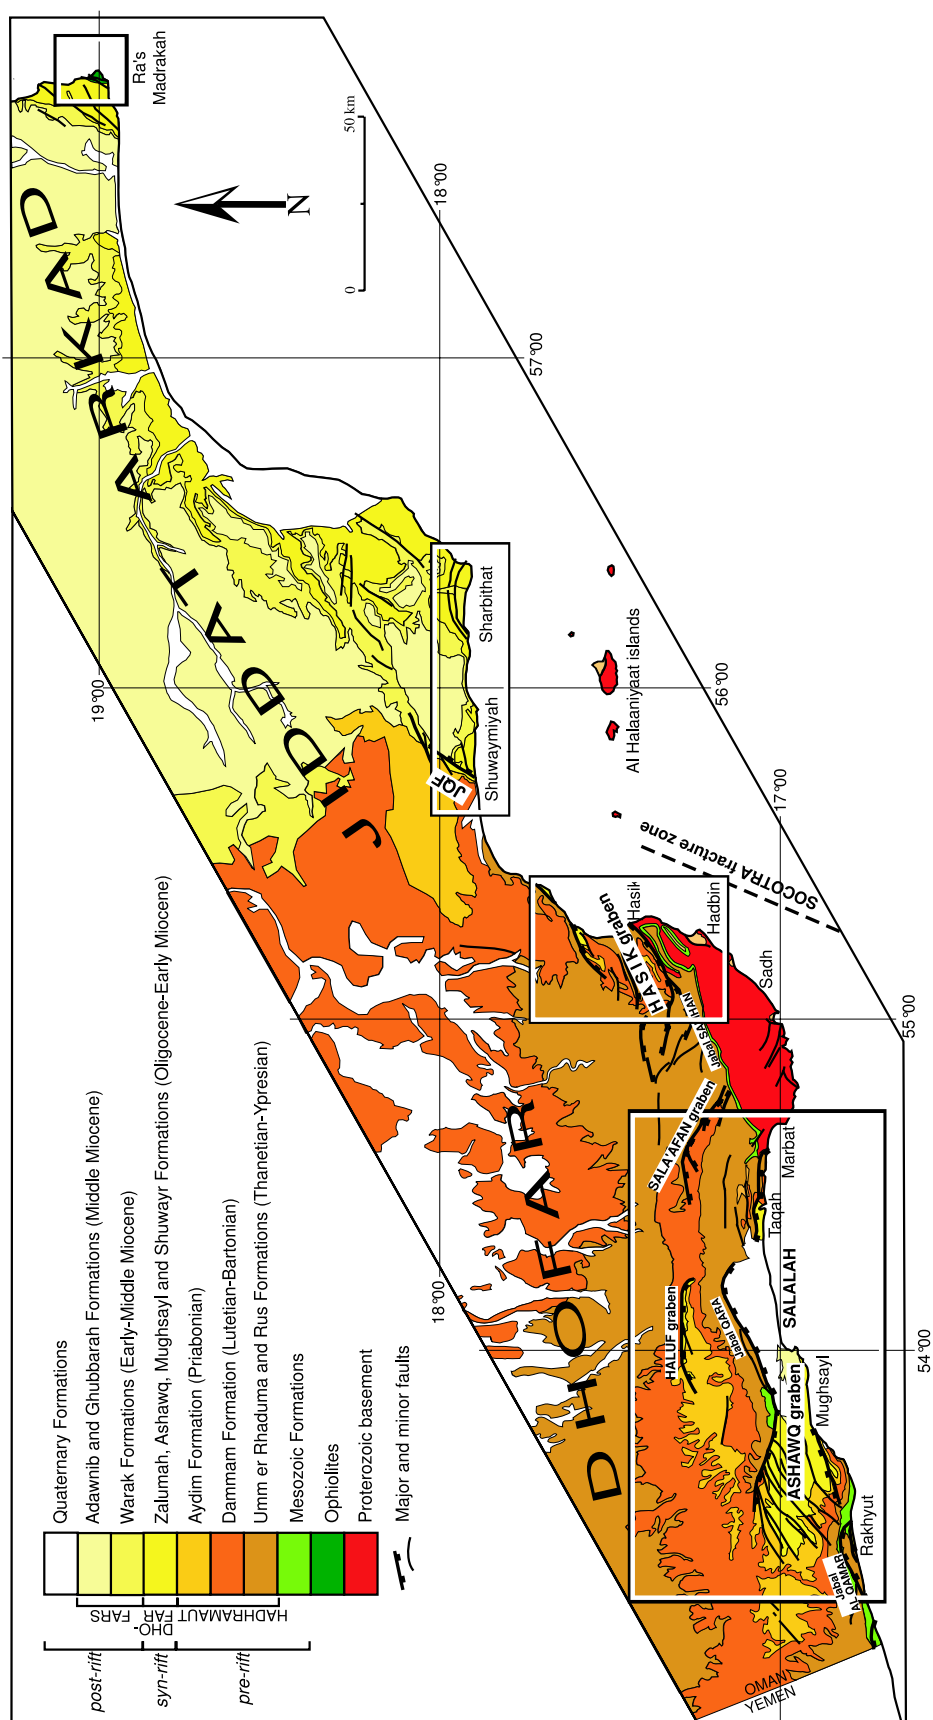 Quaternary Formations
Adawnib and Ghubbarah Formations (Middle Miocene)
Warak Formations (Early-Middle Miocene)
Zalumah, Ashawq, Mughsayl and Shuwayr Formations (Oligocene-Early Miocene)
Aydim Formation (Priabonian)
Dammam Formation (Lutetian-Bartonian)
Umm er Rhaduma and Rus Formations (Thanetian-Ypresian)
Mesozoic Formations
Ophiolites
Proterozoic basement
Major and minor faults
post-rift
syn-rift
pre-rift
FARS
DHO-
FAR
HADHRAMAUT
JIDDAT ARKAD
DHOFAR
Ra's
Madrakah
0
50 km
N
19°00
18°00
18°00
17°00
57°00
56°00
55°00
54°00
Sharbithat
Shuwaymiyah
JQF
Al Halaaniyaat islands
SOCOTRA fracture zone
HASIK graben
Hasik
Hadbin
Sadh
Jabal SAMHAN
SALA'AFAN graben
Marbat
Taqah
SALALAH
HALUF graben
Jabal QARA
Mughsayl
ASHAWQ graben
Rakhyut
Jabal
AL QAMAR
OMAN
YEMEN